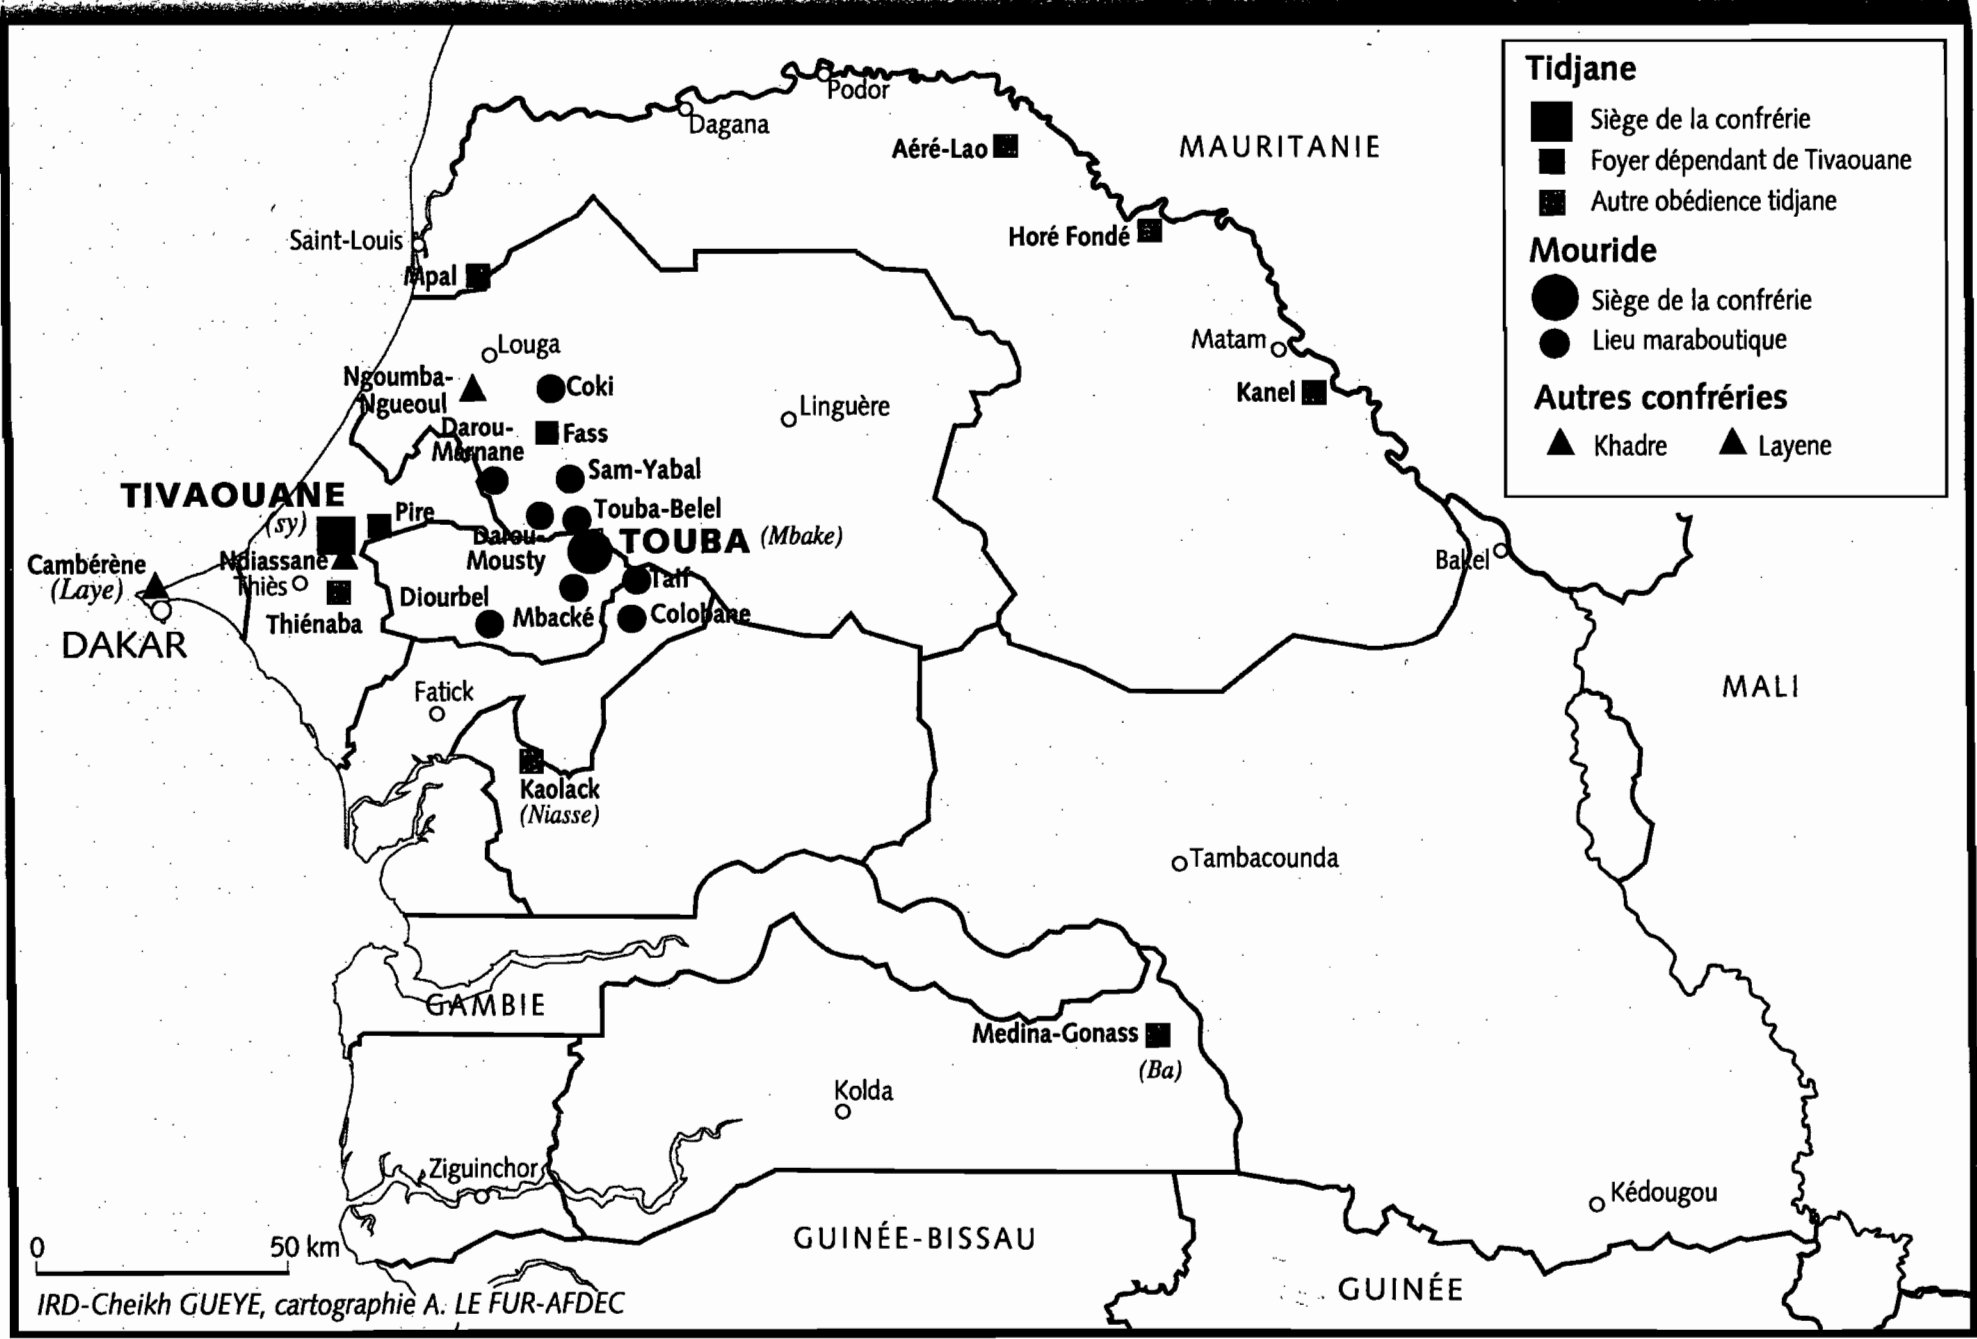 Tidjane
Siège de la confrérie
Foyer dépendant de Tivaouane
Autre obédience tidjane
Mouride
Siège de la confrérie
Lieu maraboutique
Autres confréries
Khadre
Layene
Podor
Dagana
Aéré-Lao
MAURITANIE
Saint-Louis
Horé Fondé
Mpal
Louga
Matam
Ngoumba-
Ngueoul
Coki
Kanel
Linguère
Darou-
Marnane
Fass
Sam-Yabal
TIVAOUANE
(sy)
Pire
Touba-Belel
Darou-
Mousty
TOUBA (Mbake)
Cambérène
(Laye)
Ndiassane
Thiès
Bakel
Taïf
Diourbel
Mbacké
Colobane
Thiénaba
DAKAR
Fatick
MALI
Kaolack
(Niasse)
Tambacounda
GAMBIE
Medina-Gonass
(Ba)
Kolda
Ziguinchor
Kédougou
GUINÉE-BISSAU
GUINÉE
0 50 km
IRD-Cheikh GUEYE, cartographie A. LE FUR-AFDEC